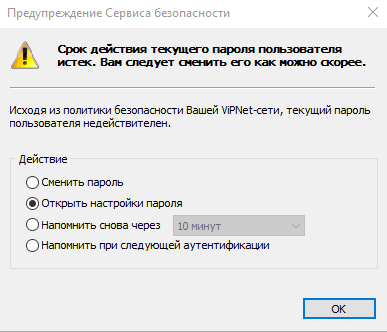 Предупреждение Сервиса безопасности
Срок действия текущего пароля пользователя
истек. Вам следует сменить его как можно скорее.
Исходя из политики безопасности Вашей ViPNet-сети, текущий пароль
пользователя недействителен.
Действие
Сменить пароль
Открыть настройки пароля
Напомнить снова через 10 минут
Напомнить при следующей аутентификации
OK